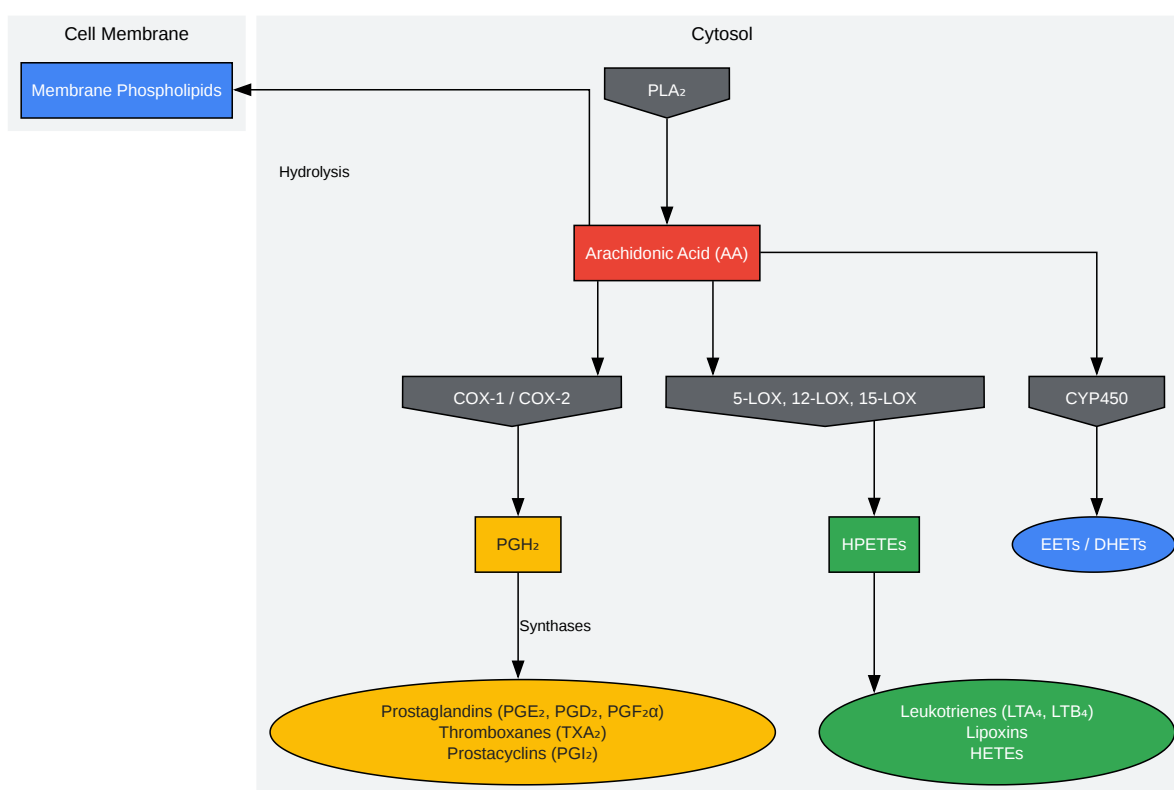 Cell Membrane
Cytosol
Membrane Phospholipids
PLA₂
Hydrolysis
Arachidonic Acid (AA)
COX-1 / COX-2
5-LOX, 12-LOX, 15-LOX
CYP450
PGH₂
HPETEs
EETs / DHETs
Synthases
Prostaglandins (PGE₂, PGD₂, PGF₂α)
Thromboxanes (TXA₂)
Prostacyclins (PGI₂)
Leukotrienes (LTA₄, LTB₄)
Lipoxins
HETEs